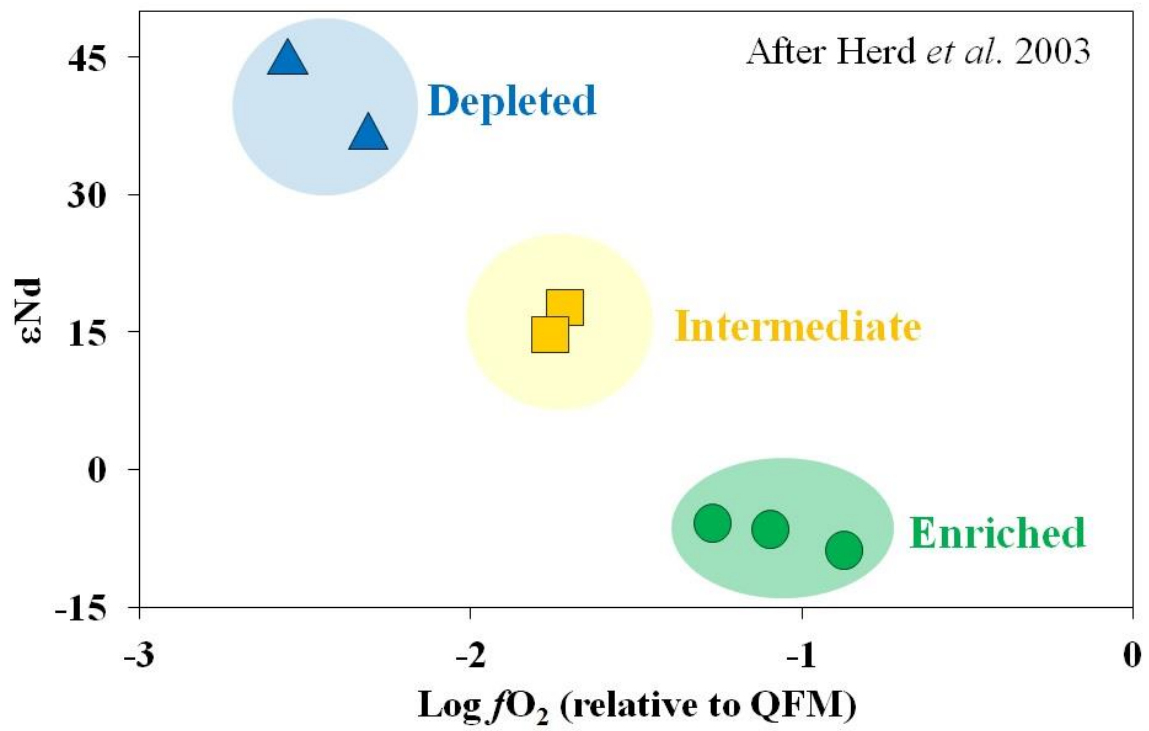 After Herd et al. 2003
45
Depleted
30
εNd
15
Intermediate
0
Enriched
-15
-3
-2
-1
0
Log fO₂ (relative to QFM)